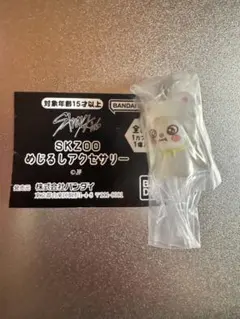 対象年齢15才以上
BANDAI
Stray Kids
SKZOO
めじるしアクセサリー
©JY
発売元 株式会社バンダイ